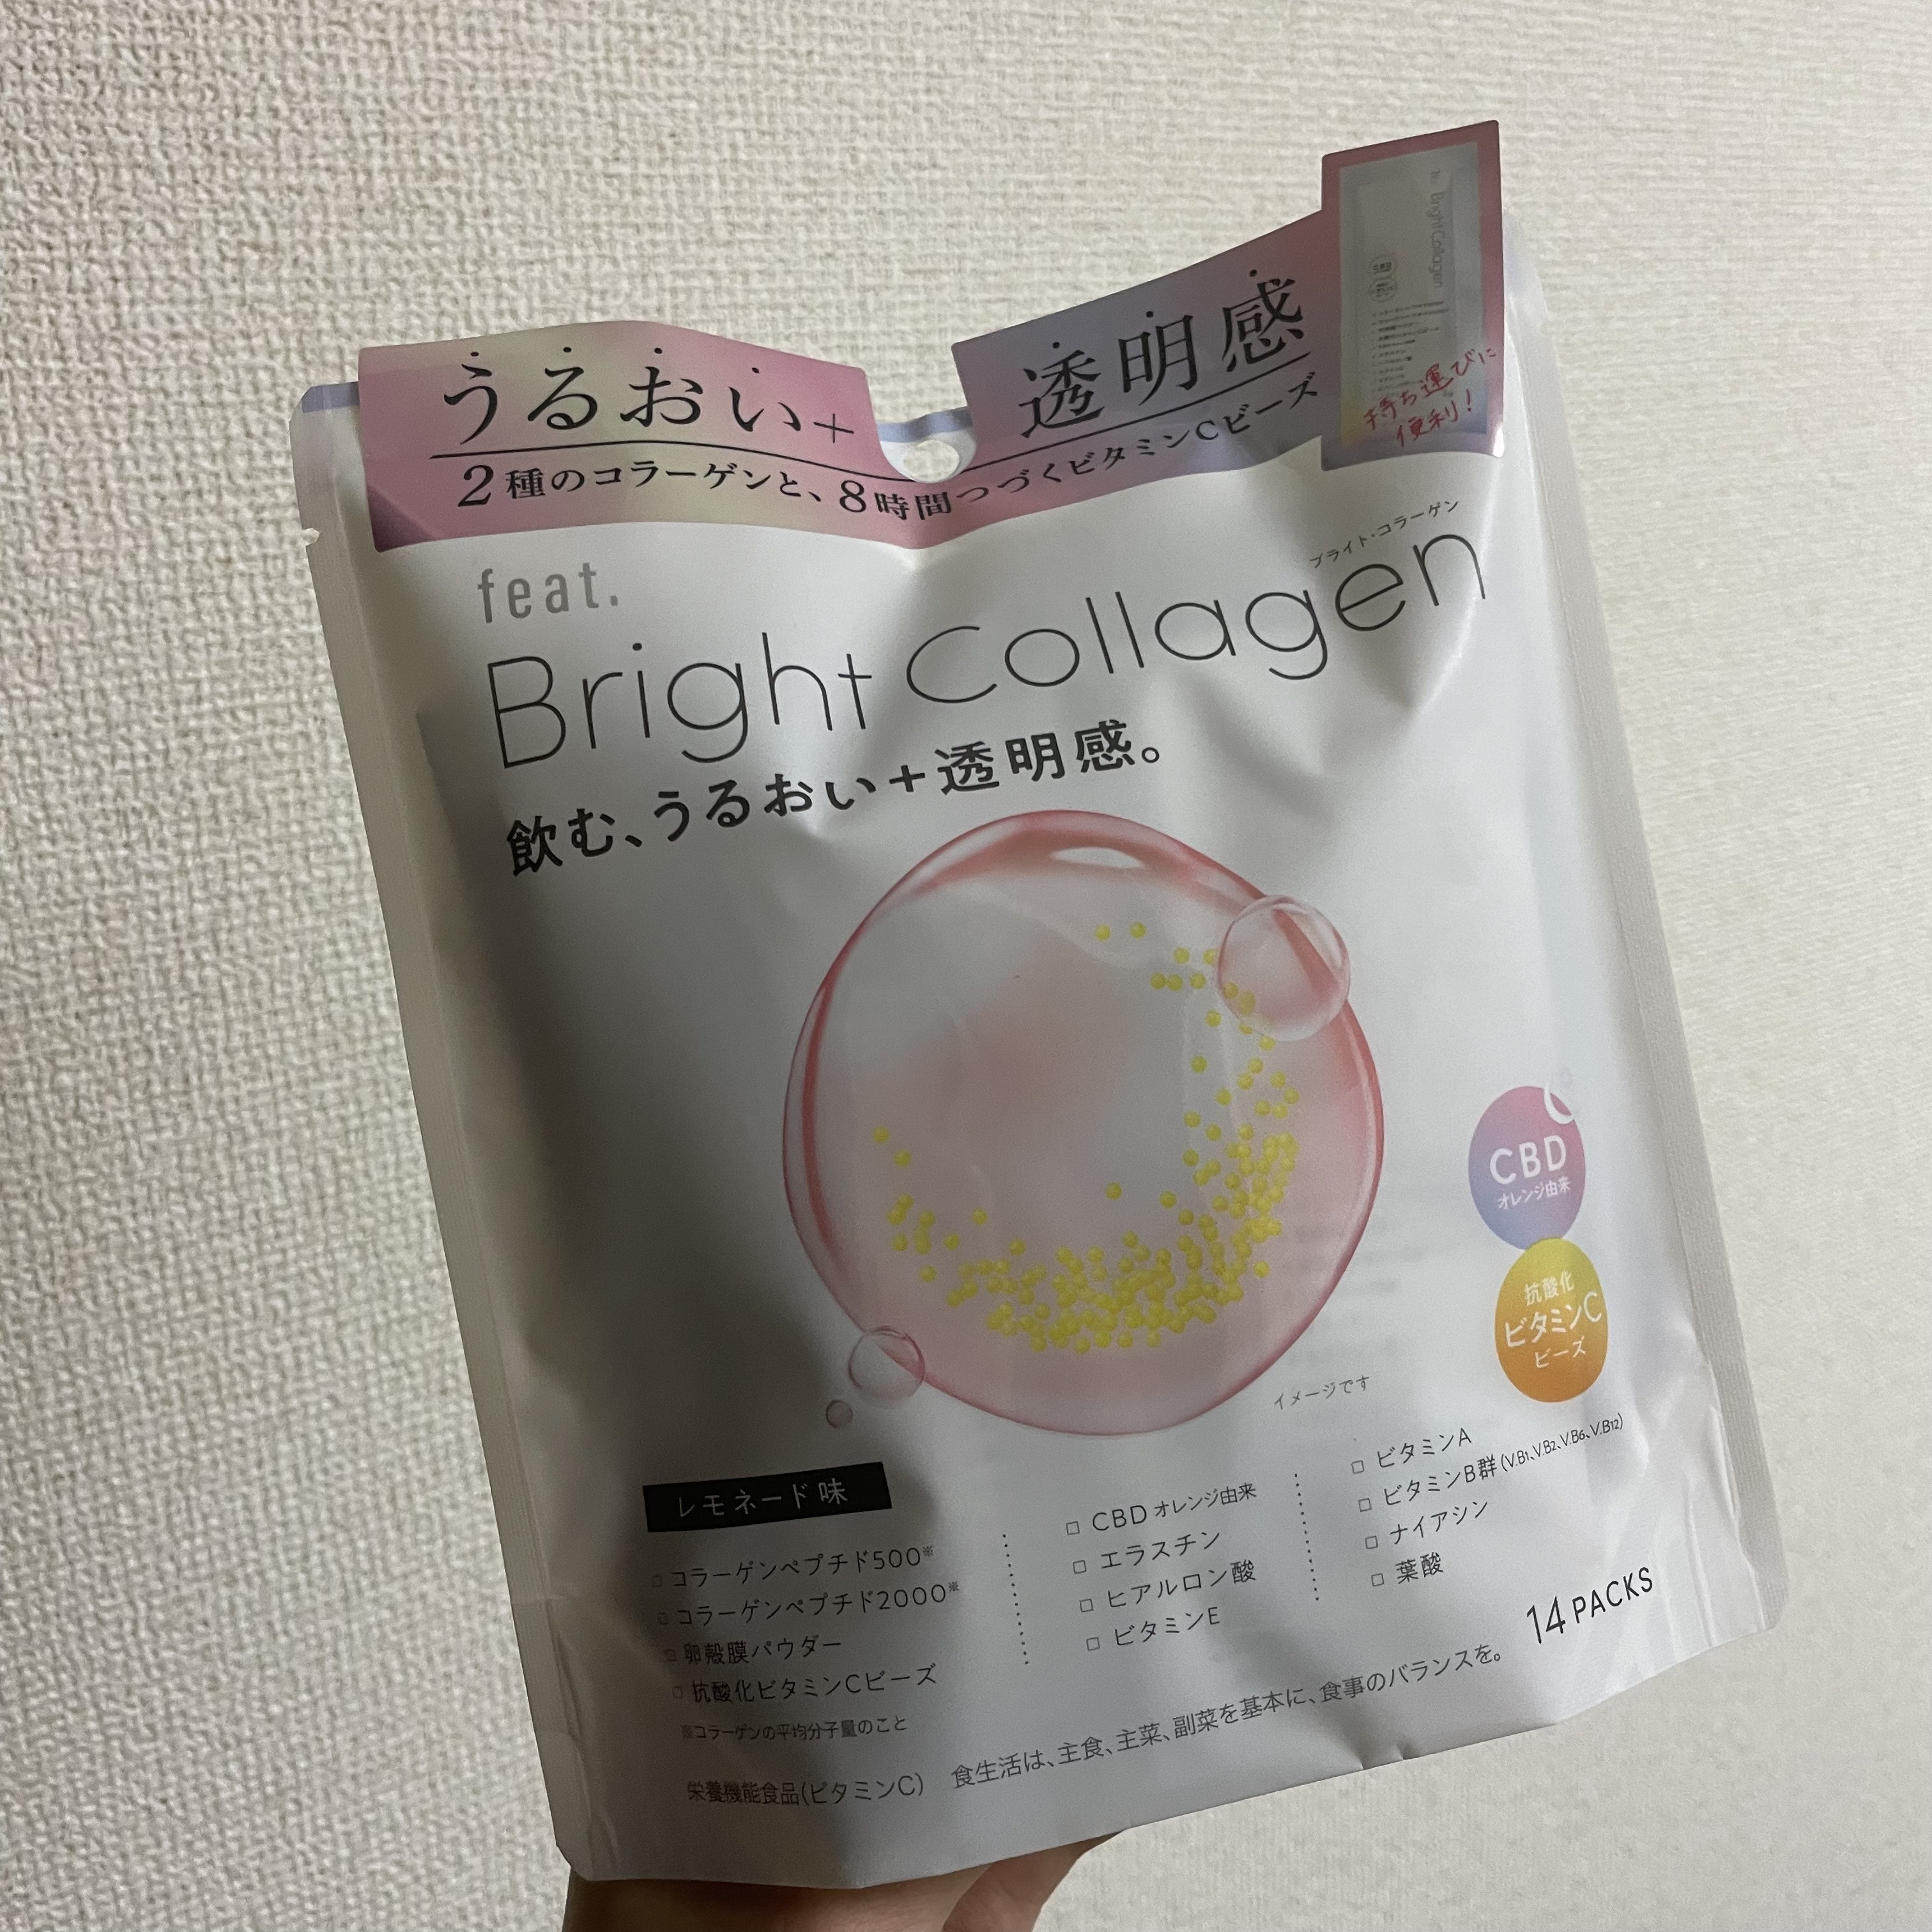 うるおい+
透明感
2種のコラーゲンと、8時間つづくビタミンCビーズ
Bright Collagen
持ち運びに
便利!
feat.
ブライト・コラーゲン
Bright Collagen
飲む、うるおい+透明感。
CBD
オレンジ由来
抗酸化
ビタミンC
ビーズ
イメージです
レモネード味
□ コラーゲンペプチド500※
□ コラーゲンペプチド2000※
□ 卵殻膜パウダー
□ 抗酸化ビタミンCビーズ
※コラーゲンの平均分子量のこと
□ CBD オレンジ由来
□ エラスチン
□ ヒアルロン酸
□ ビタミンE
□ ビタミンA
□ ビタミンB群(V.B1、V.B2、V.B6、V.B12)
□ ナイアシン
□ 葉酸
14 PACKS
栄養機能食品(ビタミンC)
食生活は、主食、主菜、副菜を基本に、食事のバランスを。